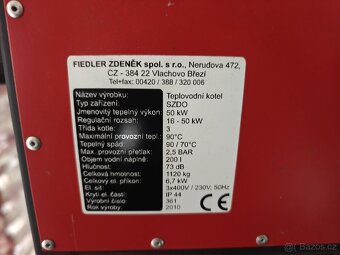 FIEDLER ZDENĚK spol. s r.o., Nerudova 472,
CZ - 384 22 Vlachovo Březí
Tel+fax: 00420 / 388 / 320 006
Název výrobku: Teplovodní kotel
Typ zařízení: SZDO
Jmenovitý tepelný výkon: 50 kW
Regulační rozsah: 16 - 50 kW
Třída kotle: 3
Maximální provozní tepl.: 90°C
Tepelný spád: 90 / 70°C
Max. provozní přetlak: 2,5 BAR
Objem vodní náplně: 200 l
Hlučnost: 73 dB
Celková hmotnost: 1120 kg
Celkový el. příkon: 6,7 kW
El. síť: 3x400V / 230V, 50Hz
Krytí el. částí: IP 44
Výrobní číslo: 361
Rok výroby: 2010
CE
bazos.cz